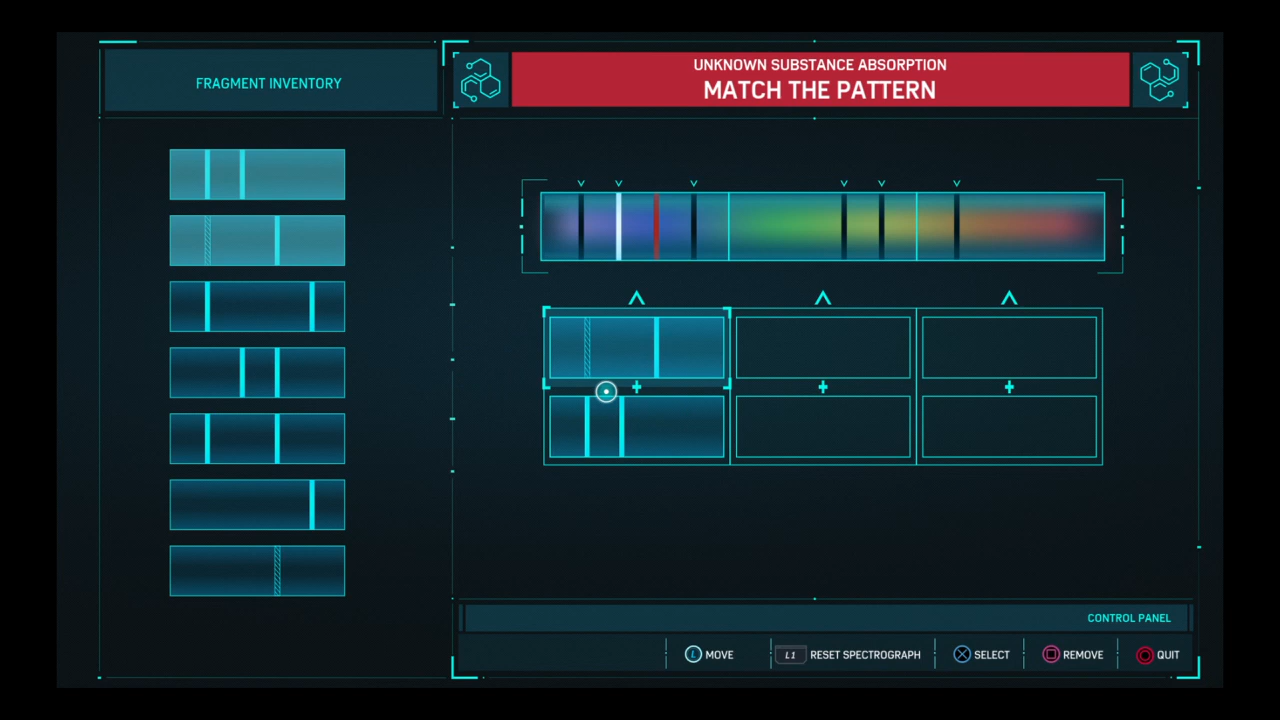 FRAGMENT INVENTORY
UNKNOWN SUBSTANCE ABSORPTION
MATCH THE PATTERN
CONTROL PANEL
L MOVE
L1 RESET SPECTROGRAPH
SELECT
REMOVE
QUIT